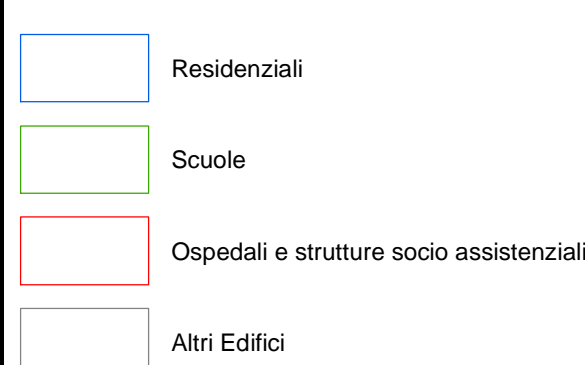 Residenziali
Scuole
Ospedali e strutture socio assistenziali
Altri Edifici